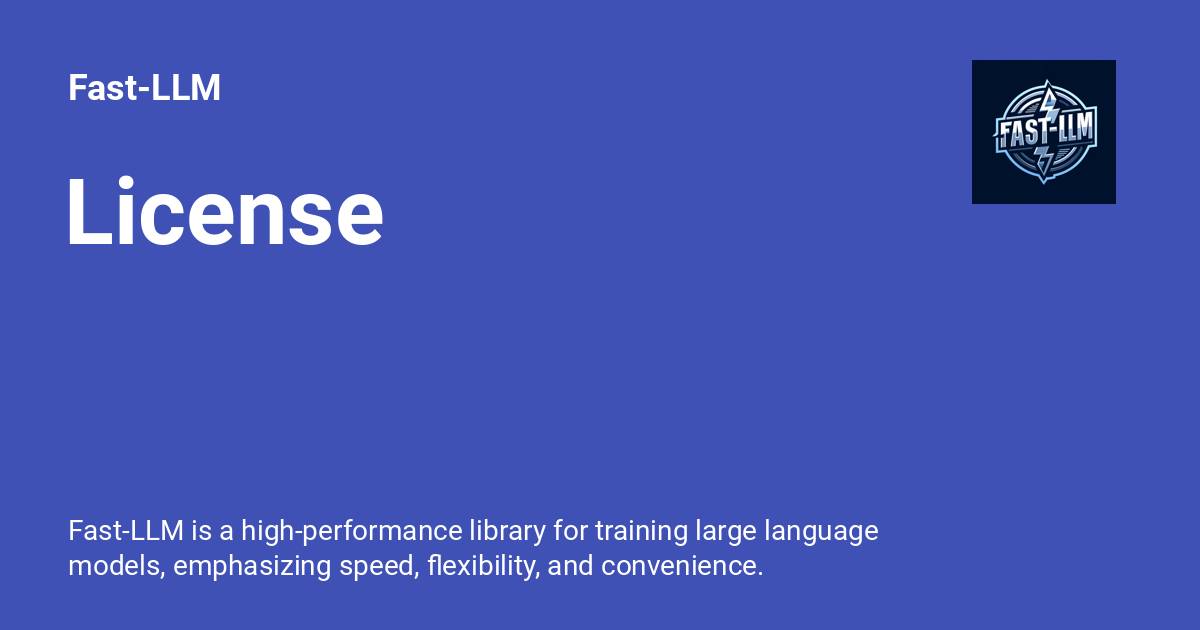 Fast-LLM
FAST-LLM
License
Fast-LLM is a high-performance library for training large language
models, emphasizing speed, flexibility, and convenience.